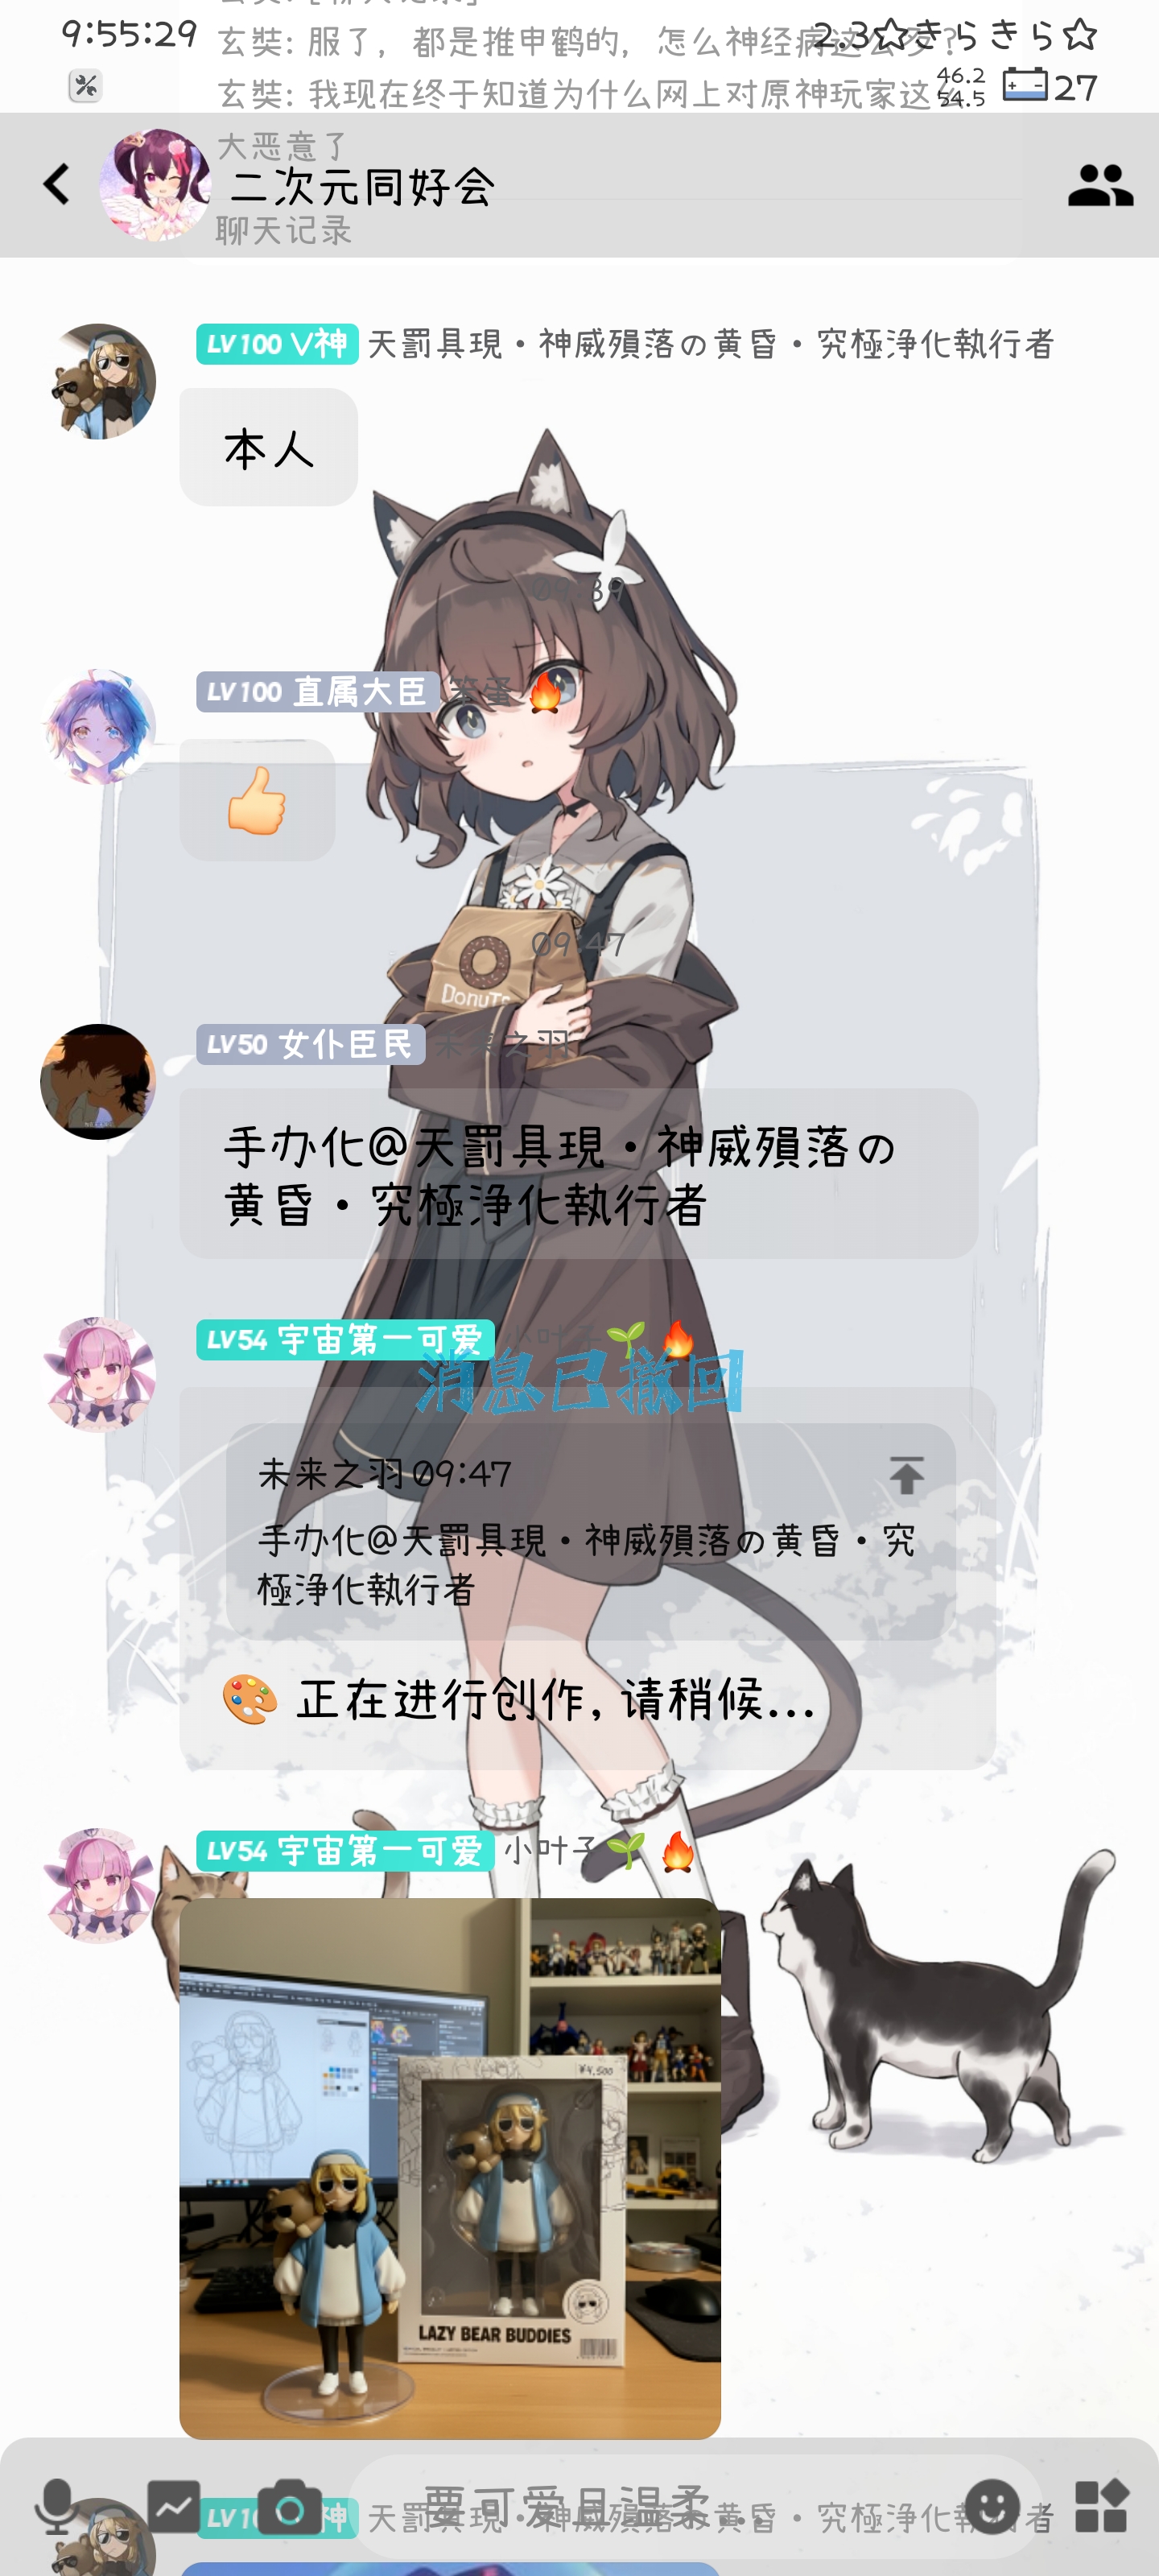 9:55:29
2.3☆きらきら☆
玄奘: 服了，都是推申鹤的，怎么神经病这么多？
46.2
54.5
27
玄奘: 我现在终于知道为什么网上对原神玩家这
大恶意了
二次元同好会
聊天记录
LV100 V神 天罰具現・神威殞落の黄昏・究極浄化執行者
本人
09:39
LV100 直属大臣 笨蛋🔥
👍
09:47
LV50 女仆臣民 未来之羽
手办化@天罰具現・神威殞落の
黄昏・究極浄化執行者
LV54 宇宙第一可爱 小叶子🌱🔥
消息已撤回
未来之羽 09:47
手办化@天罰具現・神威殞落の黄昏・究
極浄化執行者
🎨 正在进行创作, 请稍候...
LV54 宇宙第一可爱 小叶子🌱🔥
DonuTs
¥4,500
LAZY BEAR BUDDIES
要可爱且温柔...
LV100 V神 天罰具現・神威殞落の黄昏・究極浄化執行者